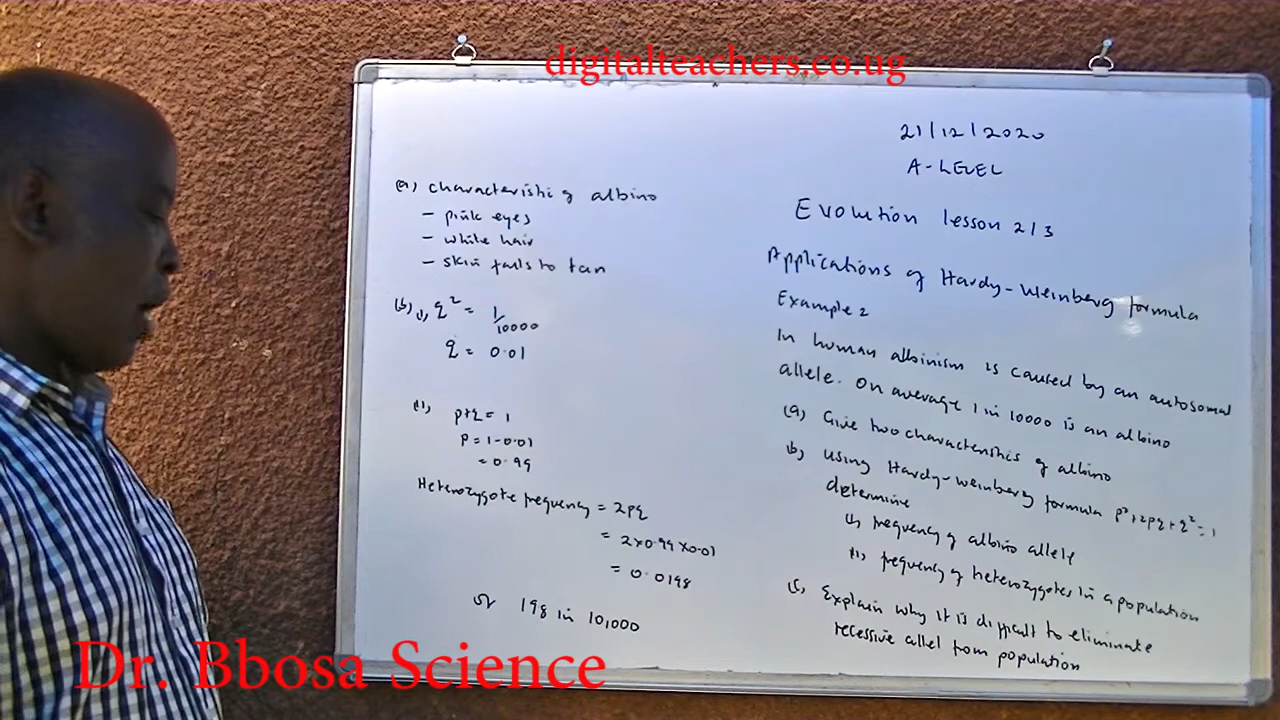 digitalteachers.co.ug
21/12/2020
A-LEVEL
Evolution lesson 2/3
Applications of Hardy-Weinberg formula
Example 2
In human albinism is caused by an autosomal
allele. On average 1 in 10000 is an albino
(a) Give two characteristics of albino
(b) Using Hardy-Weinberg formula p²+2pq+q²=1
determine
(i) frequency of albino allele
(ii) frequency of heterozygotes in a population
(c) Explain why it is difficult to eliminate
recessive allel from population
(a) Characteristic of albino
- pink eyes
- white hair
- skin fails to tan
(b) (i) q² = 1/10000
q = 0.01
(ii) p+q = 1
p = 1-0.01
= 0.99
Heterozygote frequency = 2pq
= 2x0.99x0.01
= 0.0198
or 198 in 10,000
Dr. Bbosa Science